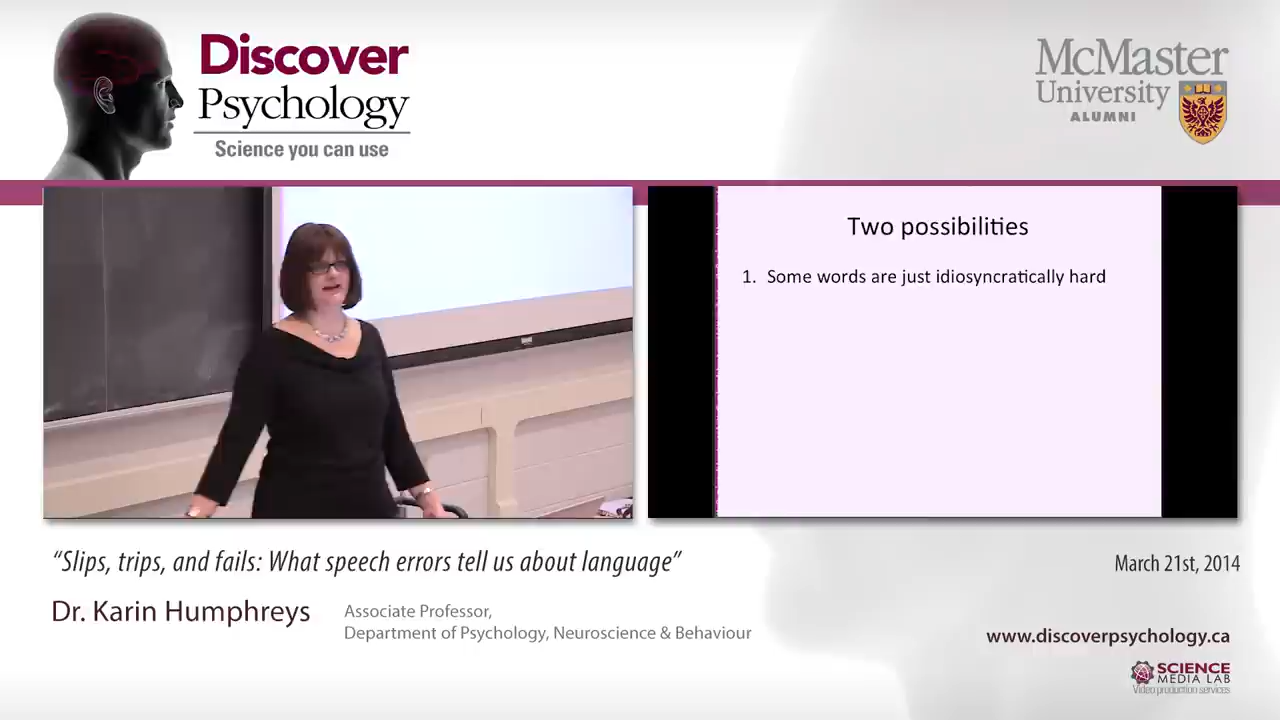 Discover
Psychology
Science you can use
McMaster
University
ALUMNI
Two possibilities
1. Some words are just idiosyncratically hard
“Slips, trips, and fails: What speech errors tell us about language”
March 21st, 2014
Dr. Karin Humphreys
Associate Professor,
Department of Psychology, Neuroscience & Behaviour
www.discoverpsychology.ca
SCIENCE
MEDIA LAB
Video production services